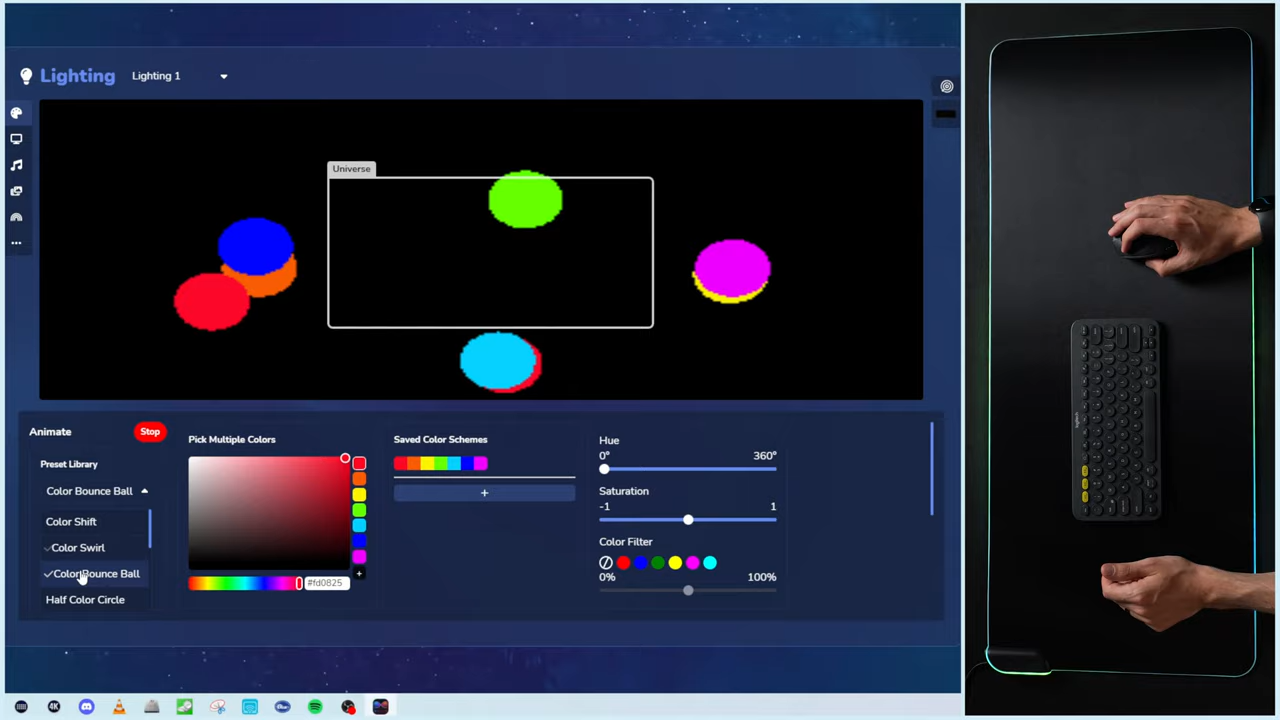 Lighting
Lighting 1
Universe
Animate
Stop
Preset Library
Color Bounce Ball
Color Shift
Color Swirl
Color Bounce Ball
Half Color Circle
Pick Multiple Colors
#fd0825
Saved Color Schemes
+
+
Hue
0° 360°
Saturation
-1 1
Color Filter
0% 100%
4K